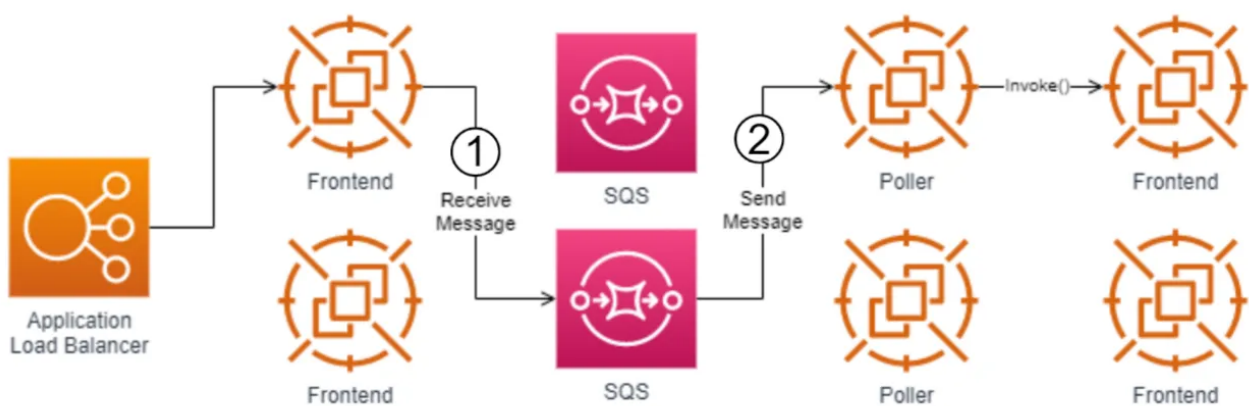 Frontend
SQS
Poller
Frontend
Invoke()
1
Receive
Message
2
Send
Message
Application
Load Balancer
Frontend
SQS
Poller
Frontend